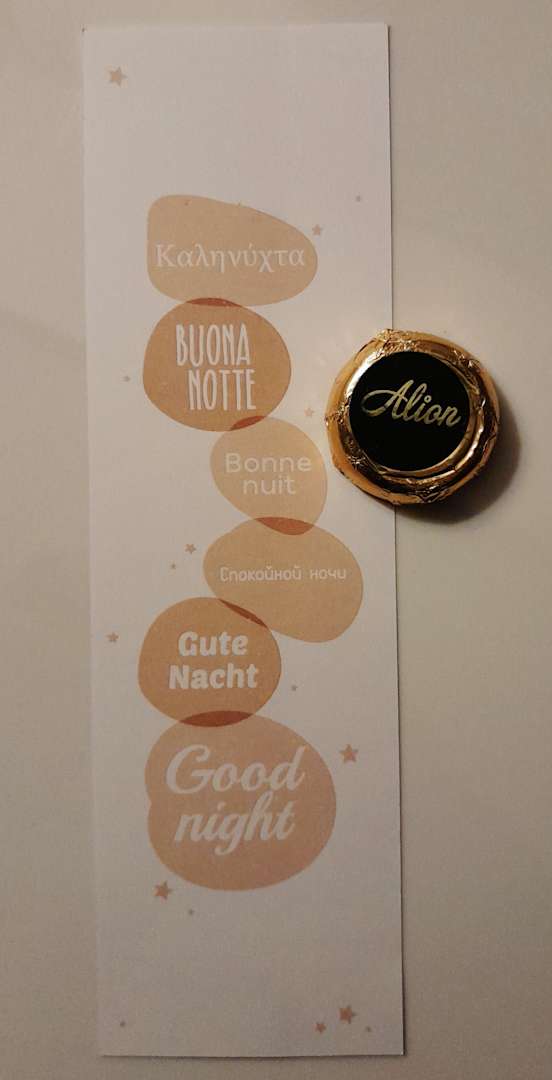 Καληνύχτα
BUONA
NOTTE
Alion
Bonne
nuit
Спокойной ночи
Gute
Nacht
Good
night